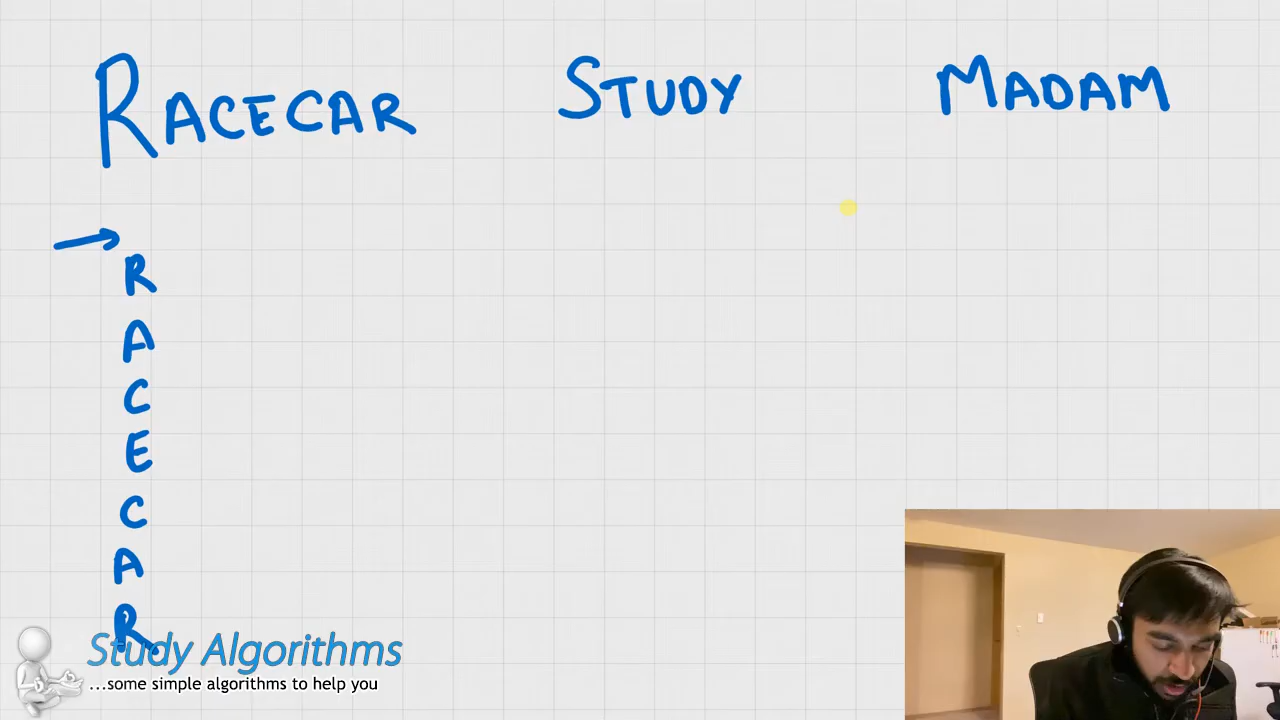 RACECAR STUDY MADAM
R
A
C
E
C
A
R
Study Algorithms
...some simple algorithms to help you